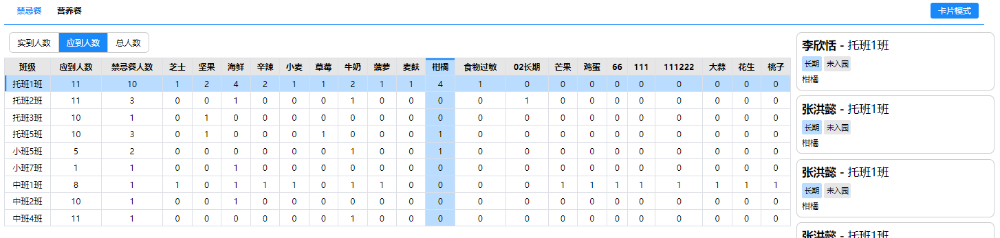 禁忌餐 营养餐 卡片模式
实到人数 应到人数 总人数
班级 应到人数 禁忌餐人数 芝士 坚果 海鲜 辛辣 小麦 草莓 牛奶 菠萝 麦麸 柑橘 食物过敏 02长期 芒果 鸡蛋 66 111 111222 大蒜 花生 桃子
托班1班 11 10 1 2 4 2 1 1 2 1 1 4 1 0 0 0 0 0 0 0 0 0
托班2班 11 3 0 0 1 0 0 0 1 0 0 0 0 1 0 0 0 0 0 0 0 0
托班3班 10 1 0 1 0 0 0 0 0 0 0 0 0 0 0 0 0 0 0 0 0 0
托班5班 10 3 0 1 0 0 0 1 0 0 0 1 0 0 0 0 0 0 0 0 0 0
小班5班 5 2 0 0 0 0 0 0 1 0 0 1 0 0 0 0 0 0 0 0 0 0
小班7班 1 1 0 0 1 0 0 0 0 0 0 0 0 0 0 0 0 0 0 0 0 0
中班1班 8 1 1 0 1 1 1 0 1 1 0 0 0 0 1 1 1 1 1 1 1 1
中班2班 10 1 0 0 1 0 0 0 0 0 0 0 0 0 0 0 0 0 0 0 0 0
中班4班 11 1 0 0 0 0 0 0 1 0 0 0 0 0 0 0 0 0 0 0 0 0
李欣恬 - 托班1班
长期 未入园
柑橘
张洪懿 - 托班1班
长期 未入园
柑橘
张洪懿 - 托班1班
长期 未入园
柑橘
张洪懿 - 托班1班